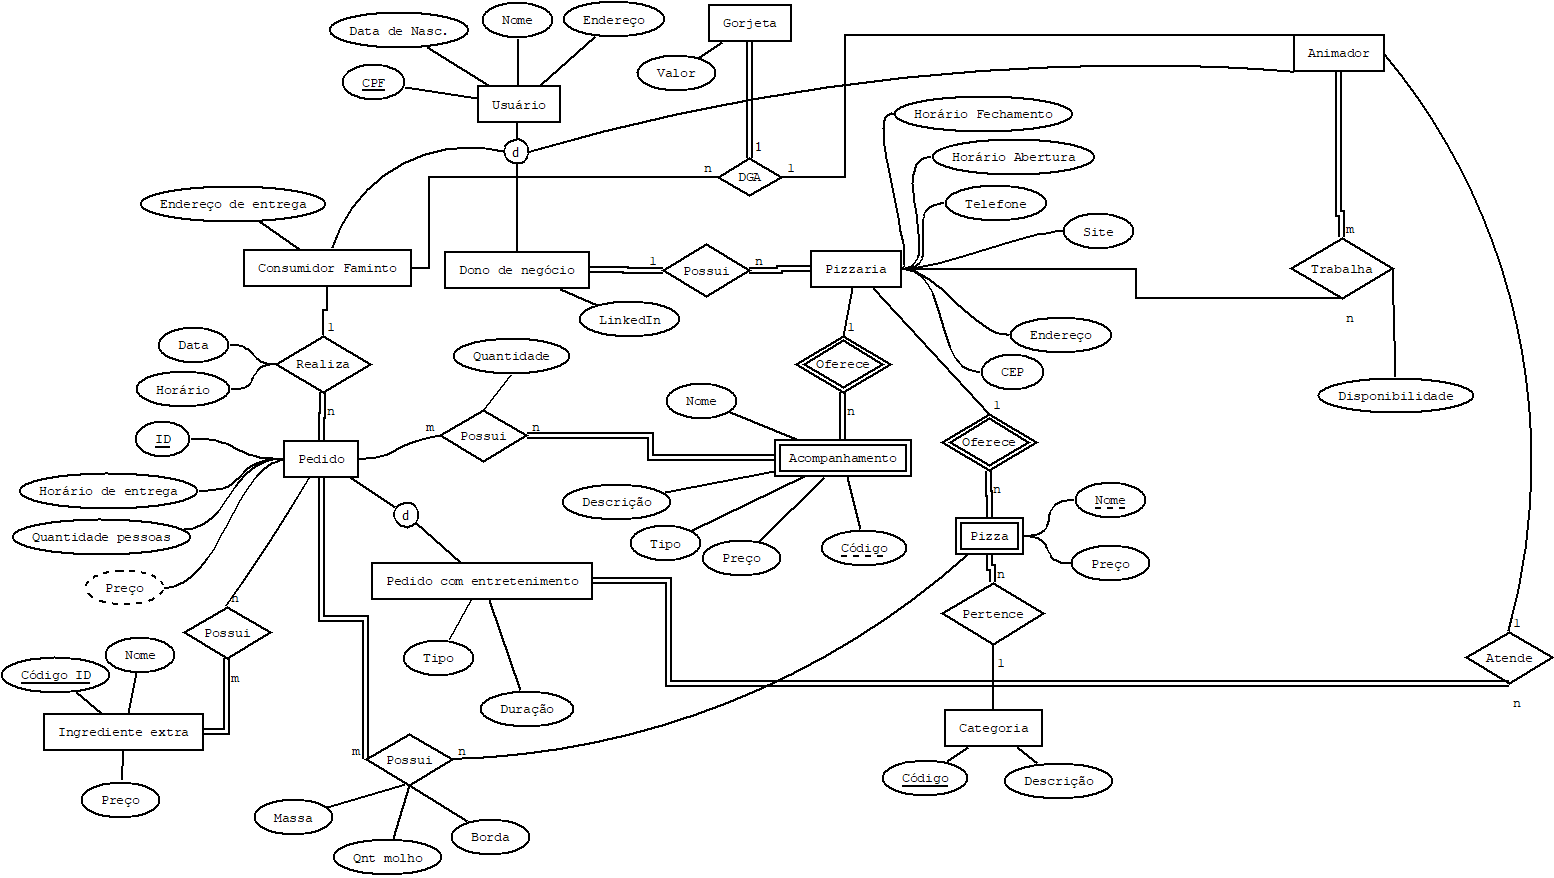 Data de Nasc.
Nome
Endereço
Gorjeta
Valor
CPF
Usuário
Animador
d
1
n
DGA
1
Horário Fechamento
Horário Abertura
Telefone
Site
Endereço de entrega
Consumidor Faminto
Dono de negócio
1
Possui
n
Pizzaria
m
Trabalha
n
LinkedIn
Endereço
CEP
Disponibilidade
Data
Horário
1
Realiza
n
Quantidade
1
Oferece
n
Nome
1
Oferece
n
ID
Pedido
m
Possui
n
Acompanhamento
Horário de entrega
Quantidade pessoas
Preço
d
Descrição
Tipo
Preço
Código
Pizza
Nome
Preço
Pedido com entretenimento
n
Pertence
1
n
Possui
m
Tipo
Duração
1
Atende
n
Código ID
Nome
Ingrediente extra
Preço
Categoria
Código
Descrição
m
Possui
n
Massa
Qnt molho
Borda